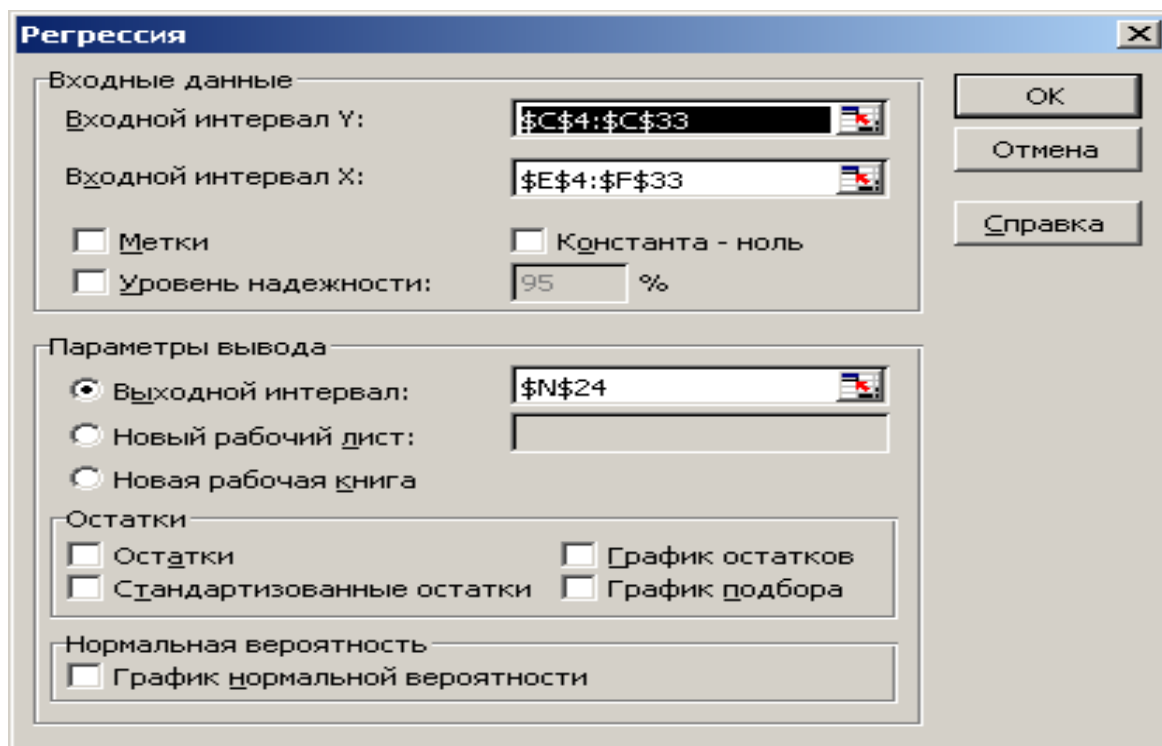 Регрессия
Входные данные
Входной интервал Y: $C$4:$C$33
Входной интервал X: $E$4:$F$33
Метки Константа - ноль
Уровень надежности: 95 %
OK
Отмена
Справка
Параметры вывода
Выходной интервал: $N$24
Новый рабочий лист:
Новая рабочая книга
Остатки
Остатки График остатков
Стандартизованные остатки График подбора
Нормальная вероятность
График нормальной вероятности